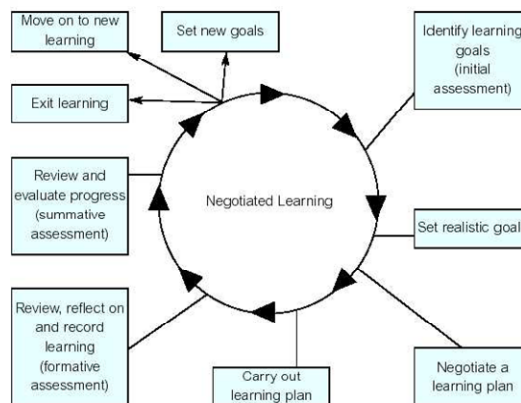 Move on to new
learning
Set new goals
Identify learning
goals
(initial
assessment)
Exit learning
Review and
evaluate progress
(summative
assessment)
Negotiated Learning
Set realistic goal
Review, reflect on
and record
learning
(formative
assessment)
Carry out
learning plan
Negotiate a
learning plan